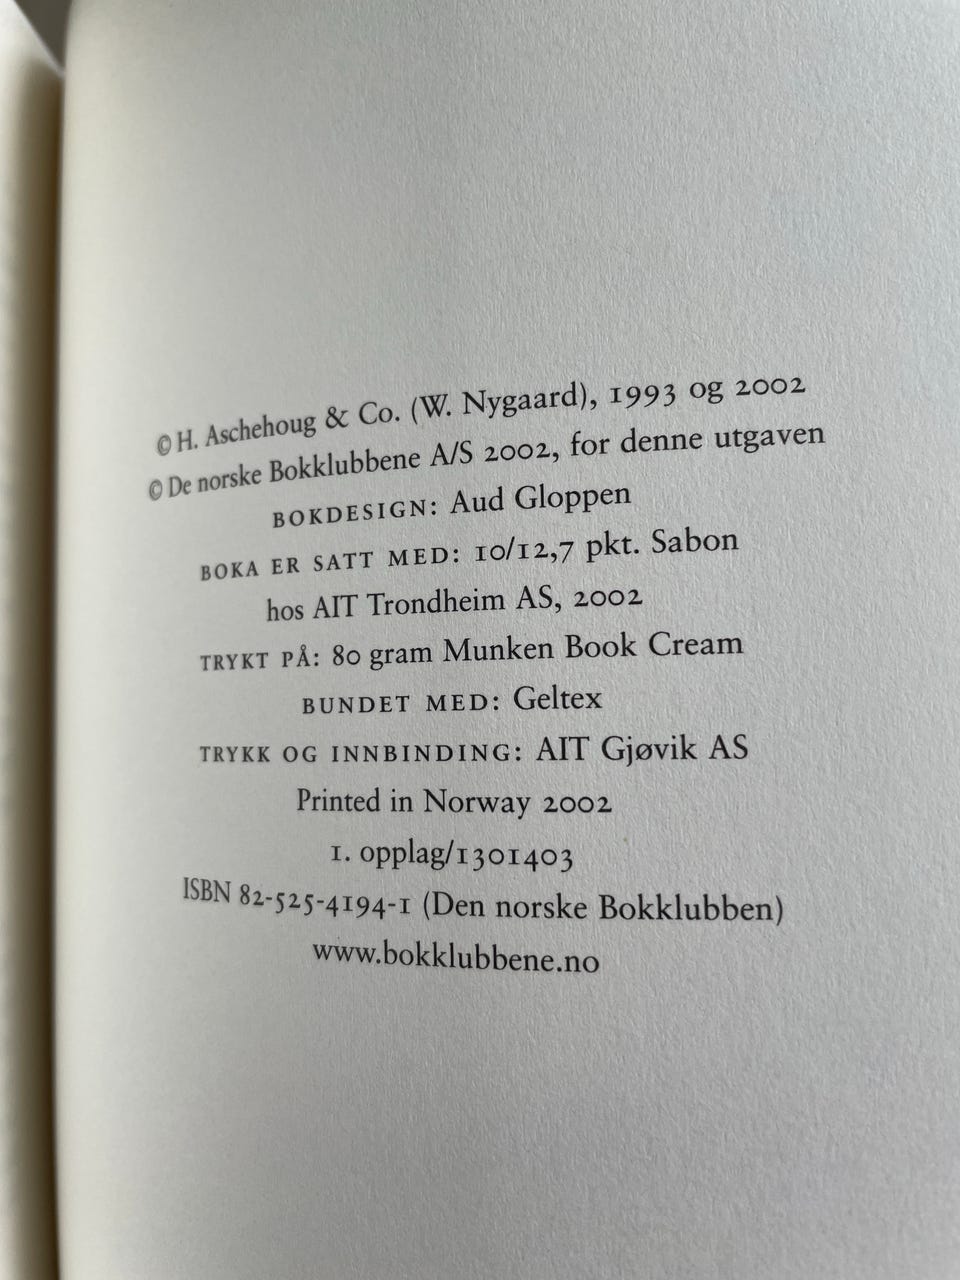 © H. Aschehoug & Co. (W. Nygaard), 1993 og 2002
© De norske Bokklubbene A/S 2002, for denne utgaven
BOKDESIGN: Aud Gloppen
BOKA ER SATT MED: 10/12,7 pkt. Sabon
hos AIT Trondheim AS, 2002
TRYKT PÅ: 80 gram Munken Book Cream
BUNDET MED: Geltex
TRYKK OG INNBINDING: AIT Gjøvik AS
Printed in Norway 2002
1. opplag/1301403
ISBN 82-525-4194-1 (Den norske Bokklubben)
www.bokklubbene.no